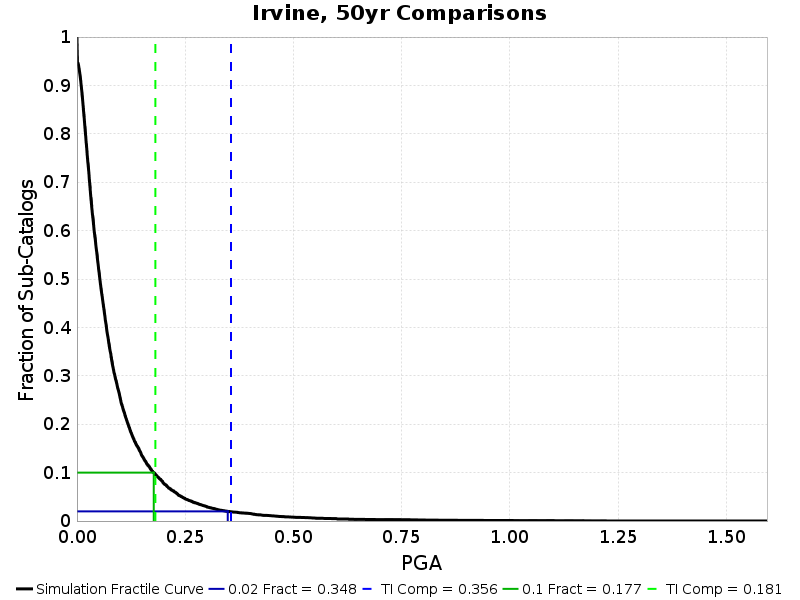 Irvine, 50yr Comparisons
1
0.9
0.8
0.7
0.6
0.5
0.4
0.3
0.2
0.1
0
Fraction of Sub-Catalogs
0.00 0.25 0.50 0.75 1.00 1.25 1.50
PGA
Simulation Fractile Curve 0.02 Fract = 0.348 TI Comp = 0.356 0.1 Fract = 0.177 TI Comp = 0.181